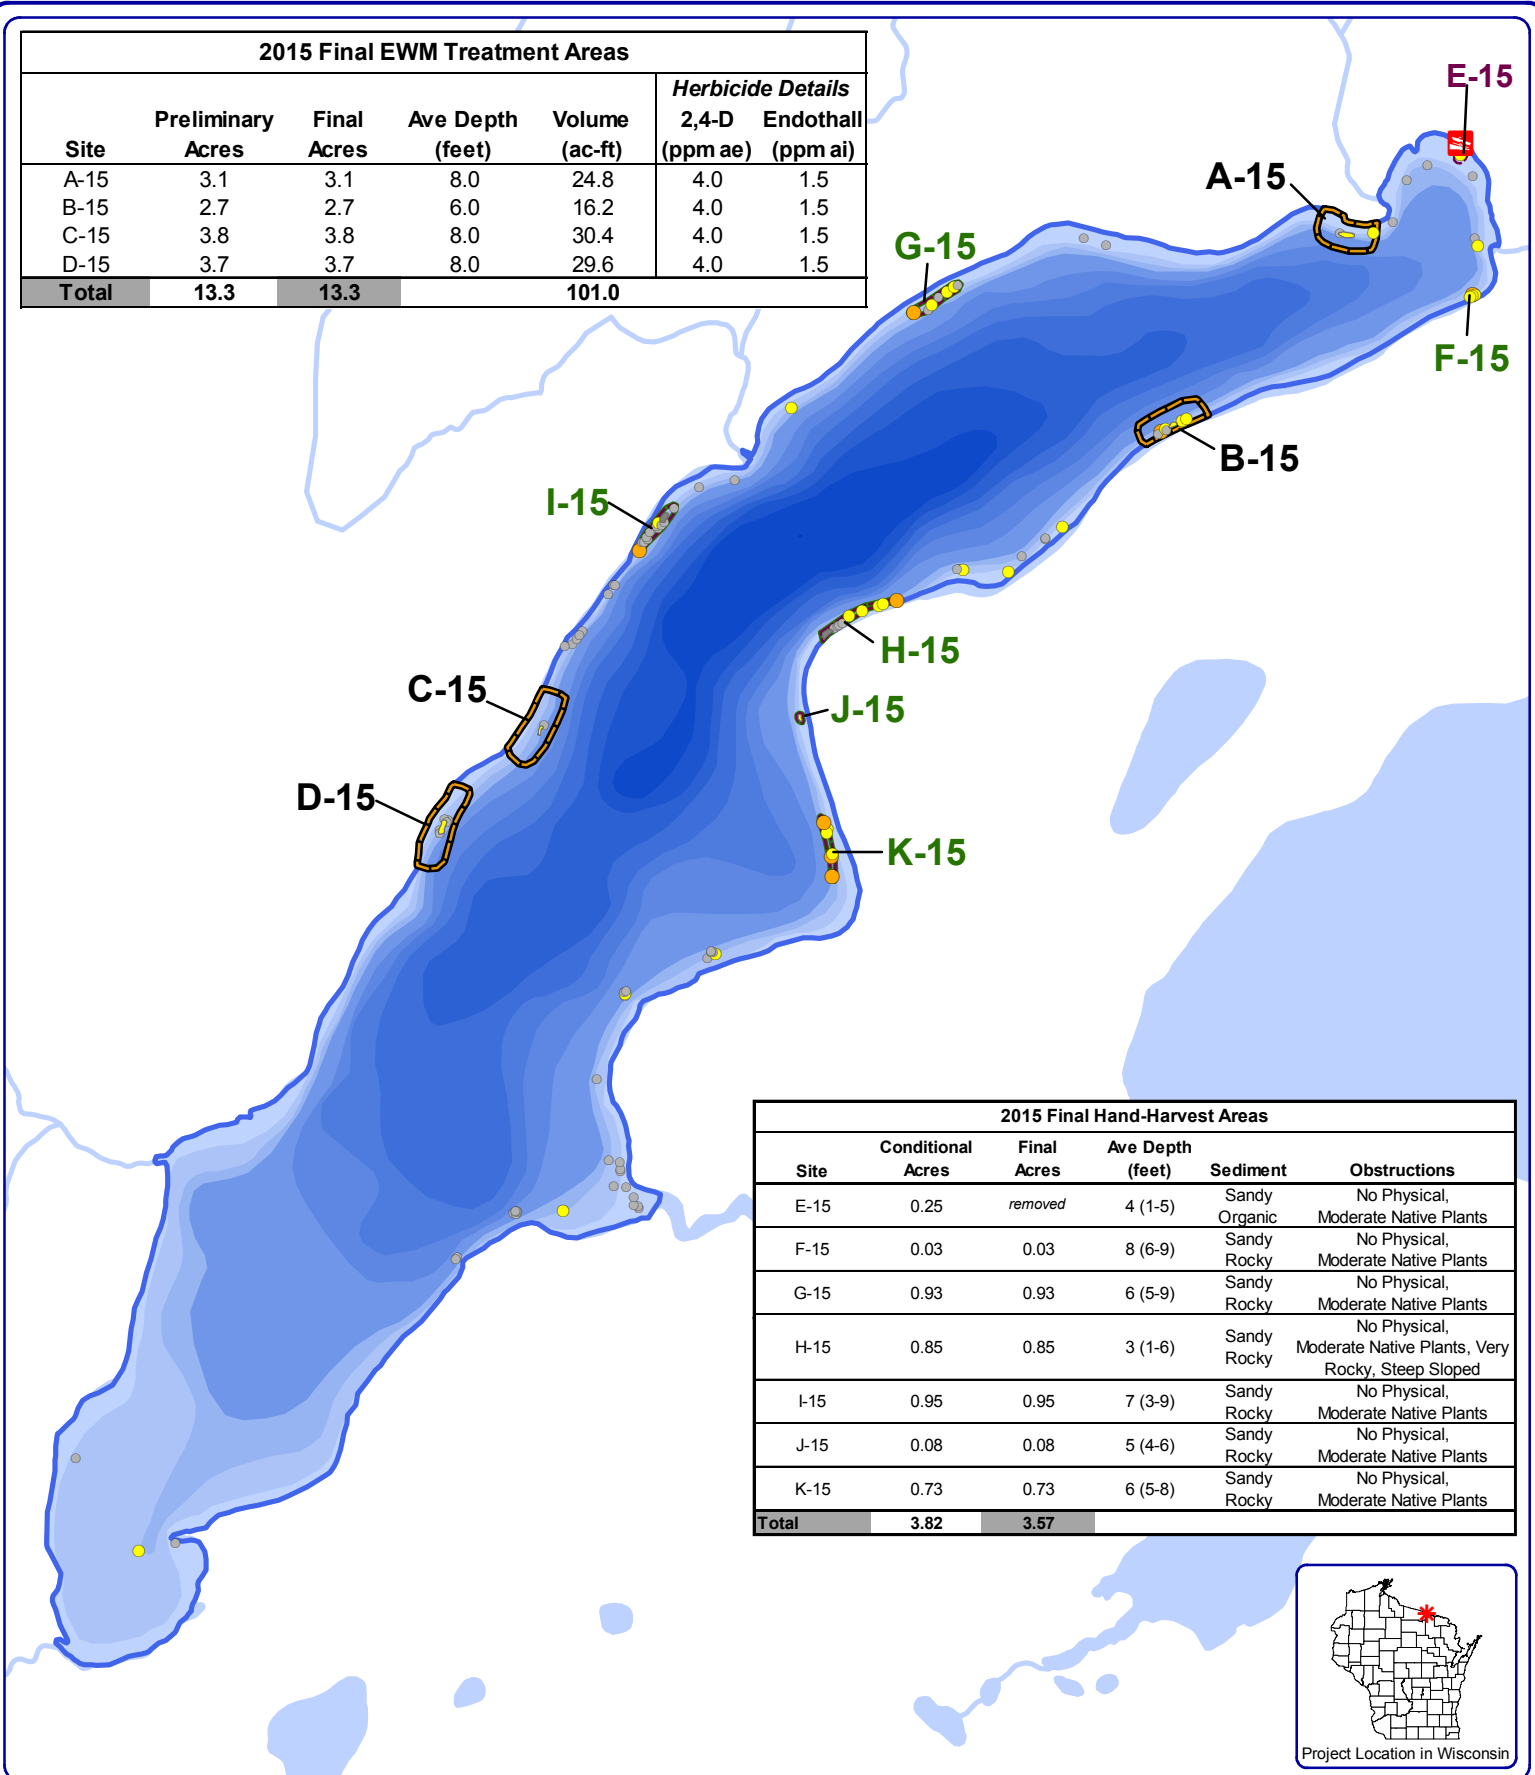 2015 Final EWM Treatment Areas
Herbicide Details
Preliminary Final Ave Depth Volume 2,4-D Endothall
Site Acres Acres (feet) (ac-ft) (ppm ae) (ppm ai)
A-15 3.1 3.1 8.0 24.8 4.0 1.5
B-15 2.7 2.7 6.0 16.2 4.0 1.5
C-15 3.8 3.8 8.0 30.4 4.0 1.5
D-15 3.7 3.7 8.0 29.6 4.0 1.5
Total 13.3 13.3 101.0
E-15
A-15
G-15
F-15
B-15
I-15
H-15
C-15
J-15
D-15
K-15
2015 Final Hand-Harvest Areas
Conditional Final Ave Depth
Site Acres Acres (feet) Sediment Obstructions
E-15 0.25 removed 4 (1-5) Sandy No Physical,
Organic Moderate Native Plants
F-15 0.03 0.03 8 (6-9) Sandy No Physical,
Rocky Moderate Native Plants
G-15 0.93 0.93 6 (5-9) Sandy No Physical,
Rocky Moderate Native Plants
H-15 0.85 0.85 3 (1-6) Sandy No Physical,
Rocky Moderate Native Plants, Very
Rocky, Steep Sloped
I-15 0.95 0.95 7 (3-9) Sandy No Physical,
Rocky Moderate Native Plants
J-15 0.08 0.08 5 (4-6) Sandy No Physical,
Rocky Moderate Native Plants
K-15 0.73 0.73 6 (5-8) Sandy No Physical,
Rocky Moderate Native Plants
Total 3.82 3.57
Project Location in Wisconsin